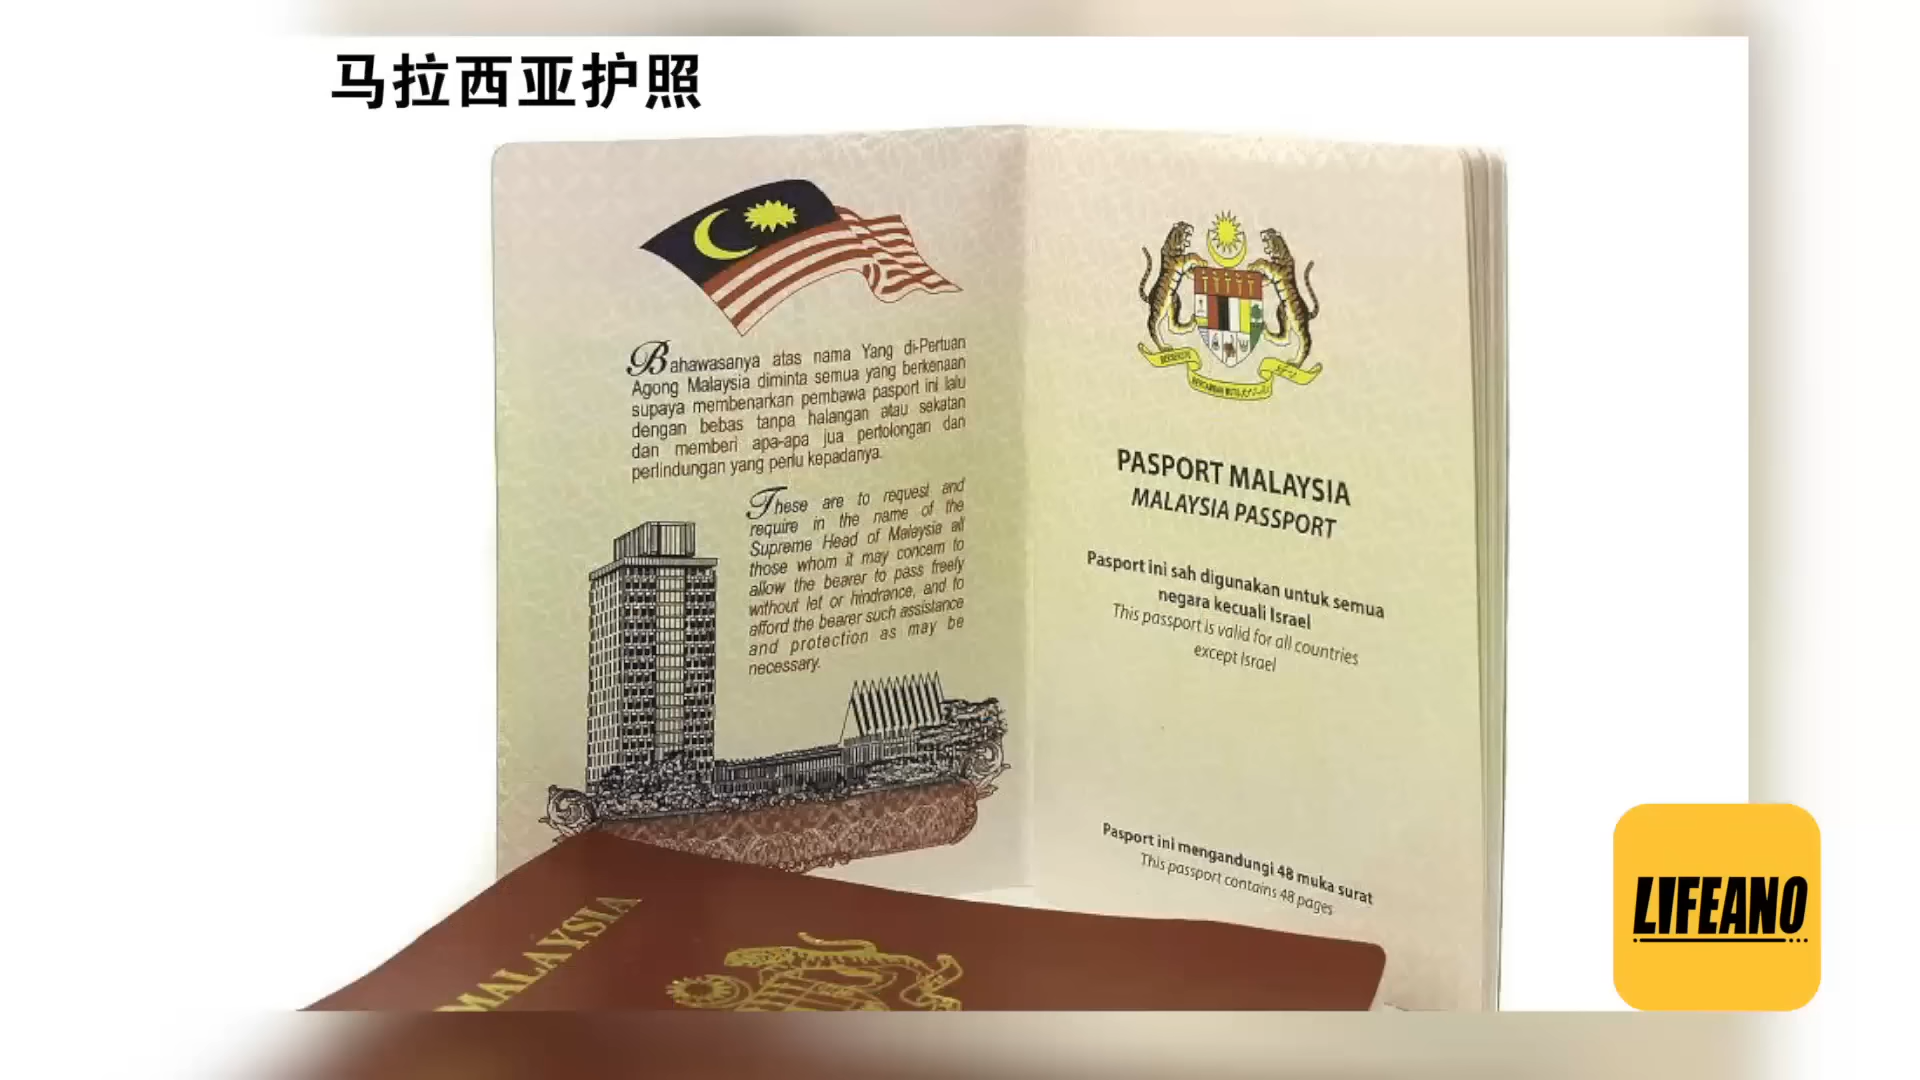 马拉西亚护照
Bahawasanya atas nama Yang di-Pertuan
Agong Malaysia diminta semua yang berkenaan
supaya membenarkan pembawa pasport ini lalu
dengan bebas tanpa halangan atau sekatan
dan memberi apa-apa jua pertolongan dan
perlindungan yang perlu kepadanya.
These are to request and
require in the name of the
Supreme Head of Malaysia all
those whom it may concern to
allow the bearer to pass freely
without let or hindrance, and to
afford the bearer such assistance
and protection as may be
necessary.
PASPORT MALAYSIA
MALAYSIA PASSPORT
Pasport ini sah digunakan untuk semua
negara kecuali Israel
This passport is valid for all countries
except Israel
Pasport ini mengandungi 48 muka surat
This passport contains 48 pages
MALAYSIA
LIFEANO